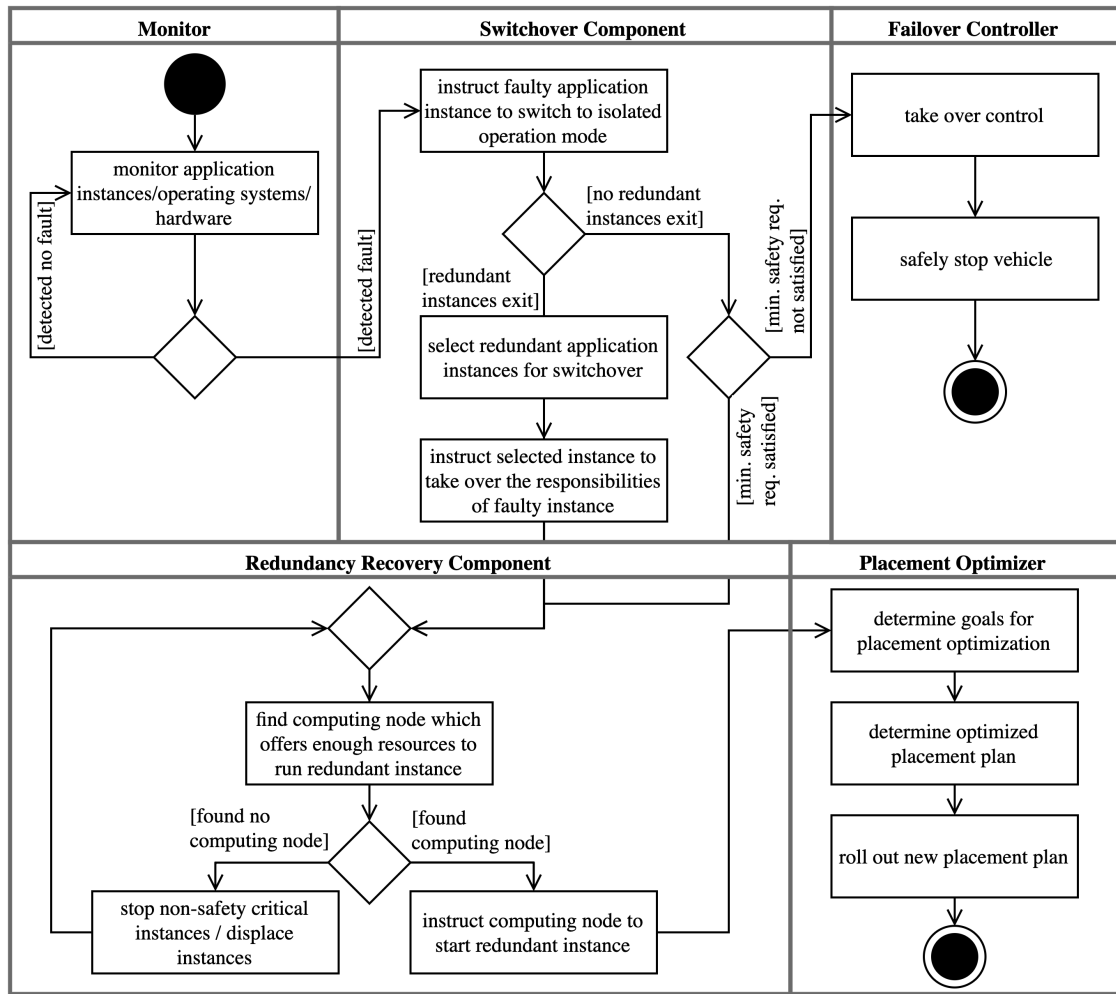 Monitor
Switchover Component
Failover Controller
monitor application
instances/operating systems/
hardware
[detected no fault]
[detected fault]
instruct faulty application
instance to switch to isolated
operation mode
[no redundant
instances exit]
[redundant
instances exit]
select redundant application
instances for switchover
instruct selected instance to
take over the responsibilities
of faulty instance
[min. safety req.
not satisfied]
[min. safety
req. satisfied]
take over control
safely stop vehicle
Redundancy Recovery Component
Placement Optimizer
find computing node which
offers enough resources to
run redundant instance
[found no
computing node]
[found
computing node]
stop non-safety critical
instances / displace
instances
instruct computing node to
start redundant instance
determine goals for
placement optimization
determine optimized
placement plan
roll out new placement plan